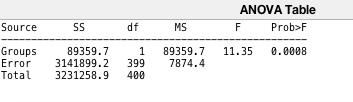 ANOVA Table
Source SS df MS F Prob>F
Groups 89359.7 1 89359.7 11.35 0.0008
Error 3141899.2 399 7874.4
Total 3231258.9 400